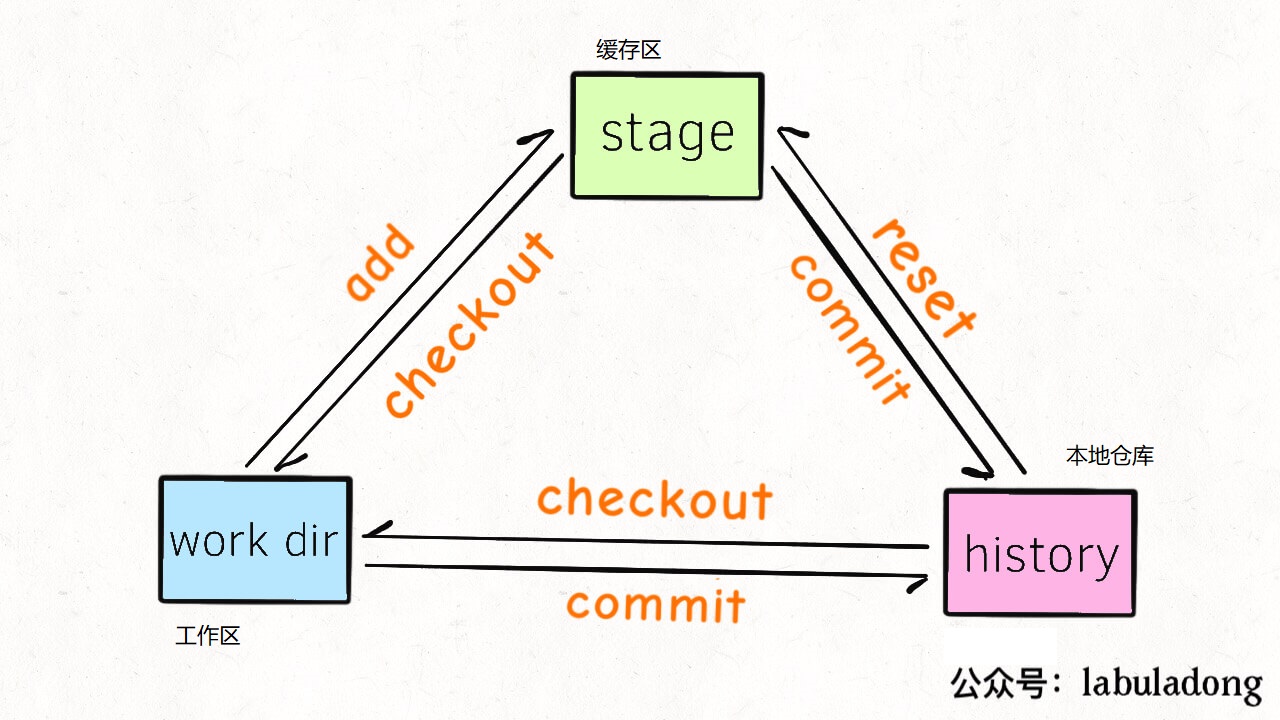 缓存区
stage
add
checkout
reset
commit
本地仓库
checkout
work dir
history
commit
工作区
公众号：labuladong